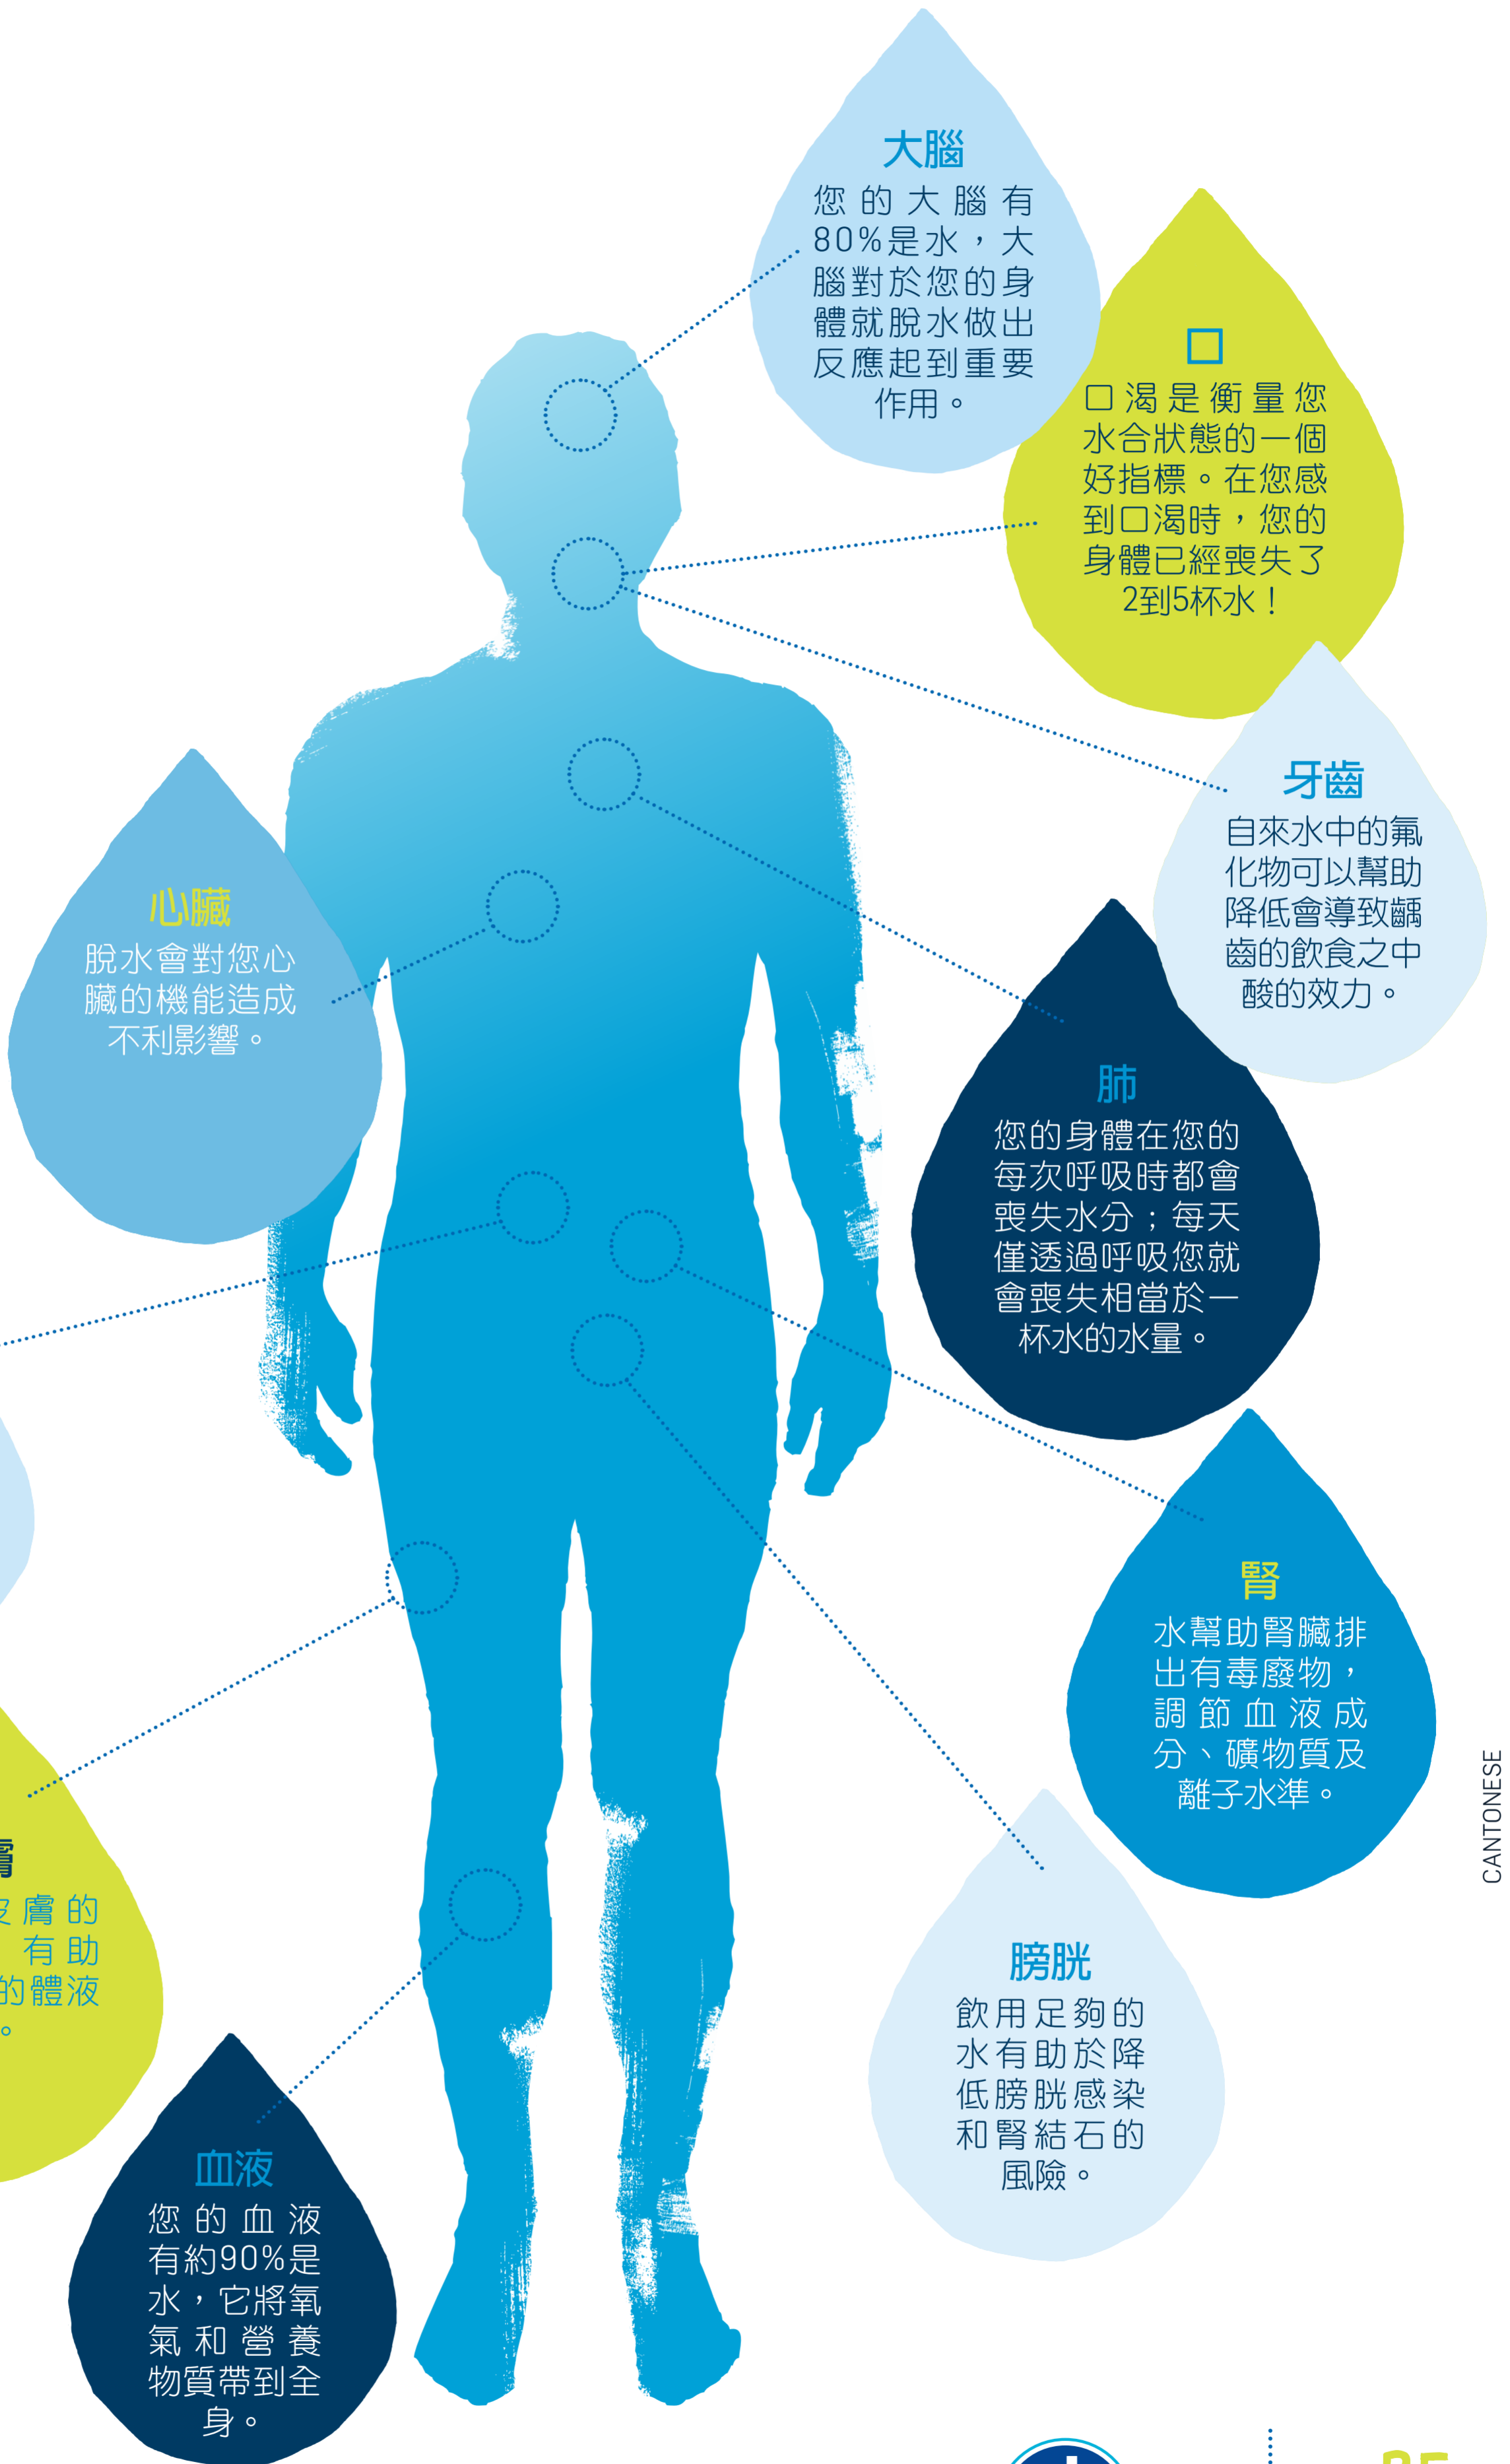 大腦
您的大腦有
80%是水，大
腦對於您的身
體就脫水做出
反應起到重要
作用。
口
口渴是衡量您
水合狀態的一個
好指標。在您感
到口渴時，您的
身體已經喪失了
2到5杯水！
牙齒
自來水中的氟
化物可以幫助
降低會導致齲
齒的飲食之中
酸的效力。
心臟
脫水會對您心
臟的機能造成
不利影響。
肺
您的身體在您的
每次呼吸時都會
喪失水分；每天
僅透過呼吸您就
會喪失相當於一
杯水的水量。
腎
水幫助腎臟排
出有毒廢物，
調節血液成
分、礦物質及
離子水準。
膚
皮膚的
有助
的體液
。
膀胱
飲用足夠的
水有助於降
低膀胱感染
和腎結石的
風險。
血液
您的血液
有約90%是
水，它將氧
氣和營養
物質帶到全
身。
CANTONESE